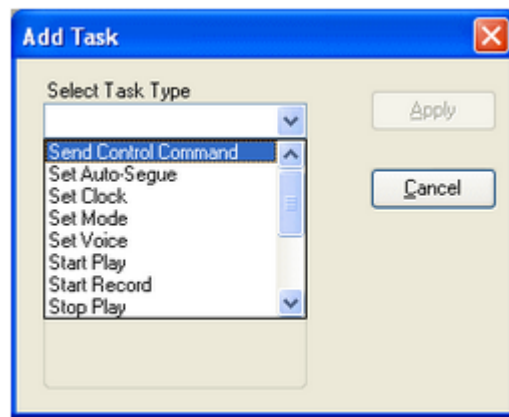 Add Task
Select Task Type
Apply
Send Control Command
Set Auto-Segue
Set Clock
Cancel
Set Mode
Set Voice
Start Play
Start Record
Stop Play